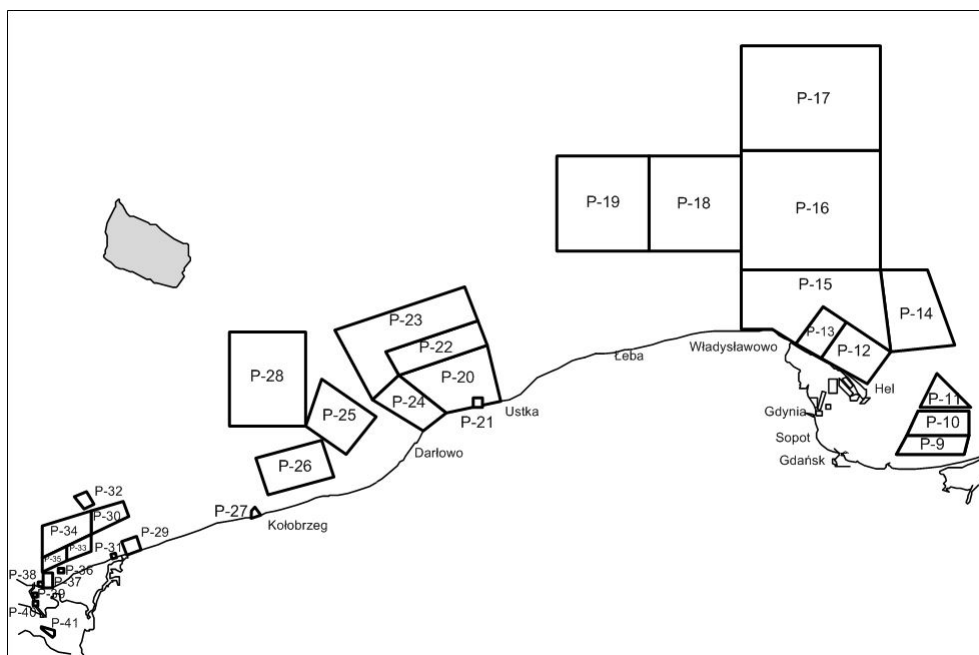 P-17
P-19
P-18
P-16
P-15
P-14
P-23
P-13
P-22
Władysławowo
P-12
Łeba
P-28
P-20
Hel
P-24
P-11
P-25
Ustka
P-21
Gdynia
P-10
Sopot
P-9
Darłowo
Gdańsk
P-26
P-32
P-27
P-30
Kołobrzeg
P-34
P-29
P-33
P-31
P-35
P-36
P-38
P-37
P-39
P-40
P-41